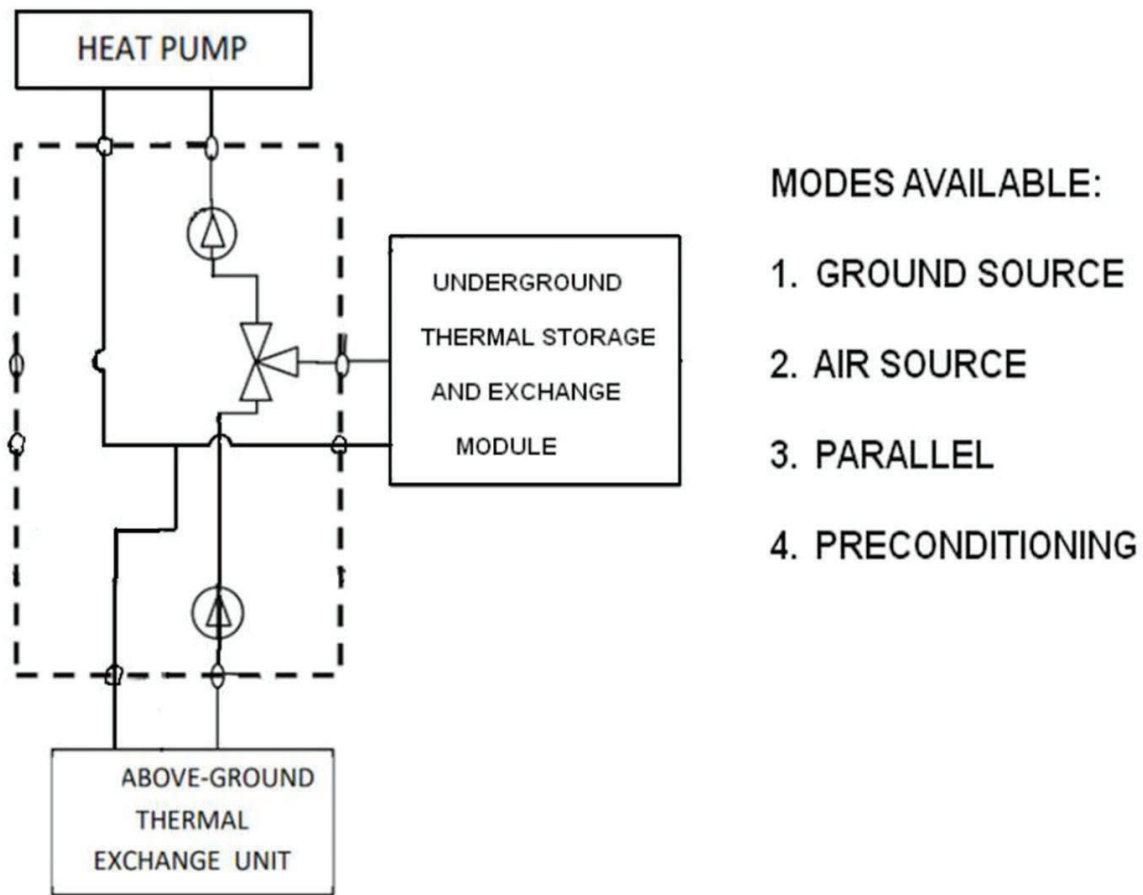 HEAT PUMP
UNDERGROUND
THERMAL STORAGE
AND EXCHANGE
MODULE
ABOVE-GROUND
THERMAL
EXCHANGE UNIT
MODES AVAILABLE:
1. GROUND SOURCE
2. AIR SOURCE
3. PARALLEL
4. PRECONDITIONING